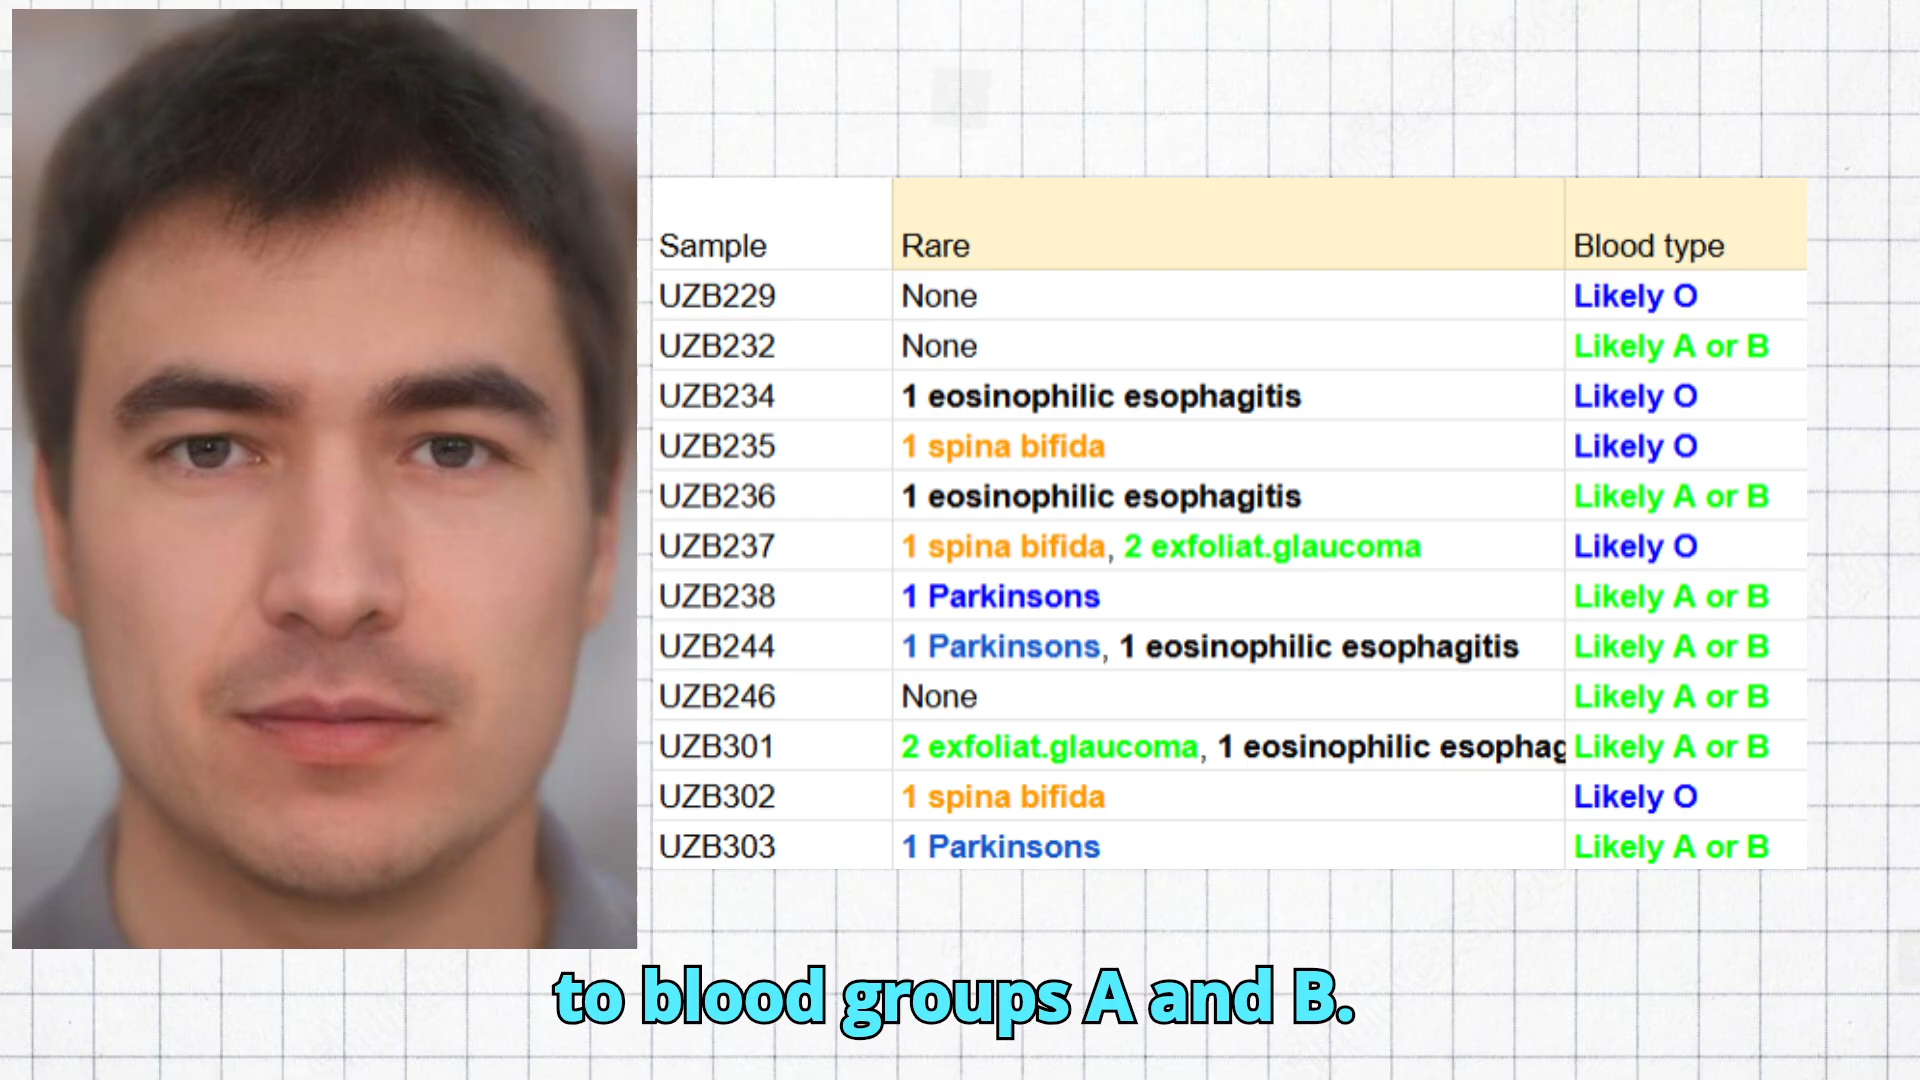 Sample Rare Blood type
UZB229 None Likely O
UZB232 None Likely A or B
UZB234 1 eosinophilic esophagitis Likely O
UZB235 1 spina bifida Likely O
UZB236 1 eosinophilic esophagitis Likely A or B
UZB237 1 spina bifida, 2 exfoliat.glaucoma Likely O
UZB238 1 Parkinsons Likely A or B
UZB244 1 Parkinsons, 1 eosinophilic esophagitis Likely A or B
UZB246 None Likely A or B
UZB301 2 exfoliat.glaucoma, 1 eosinophilic esophag Likely A or B
UZB302 1 spina bifida Likely O
UZB303 1 Parkinsons Likely A or B
to blood groups A and B.